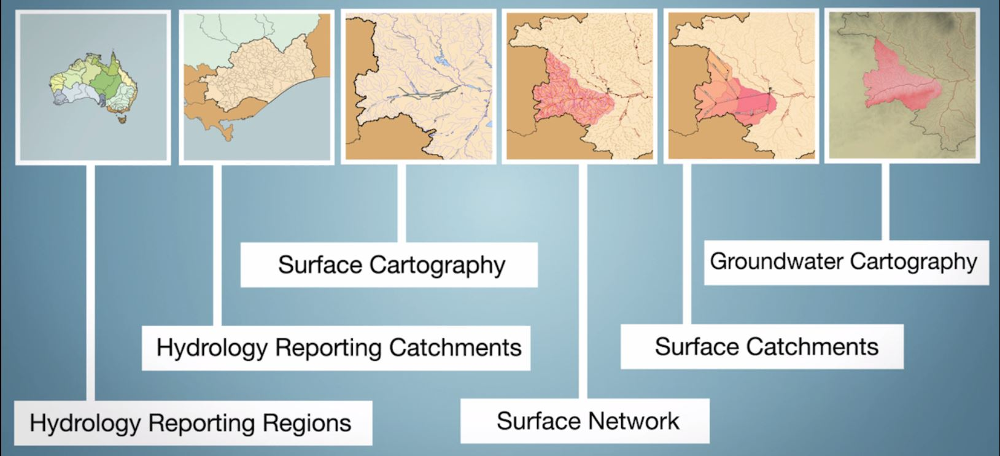 Surface Cartography
Groundwater Cartography
Hydrology Reporting Catchments
Surface Catchments
Hydrology Reporting Regions
Surface Network